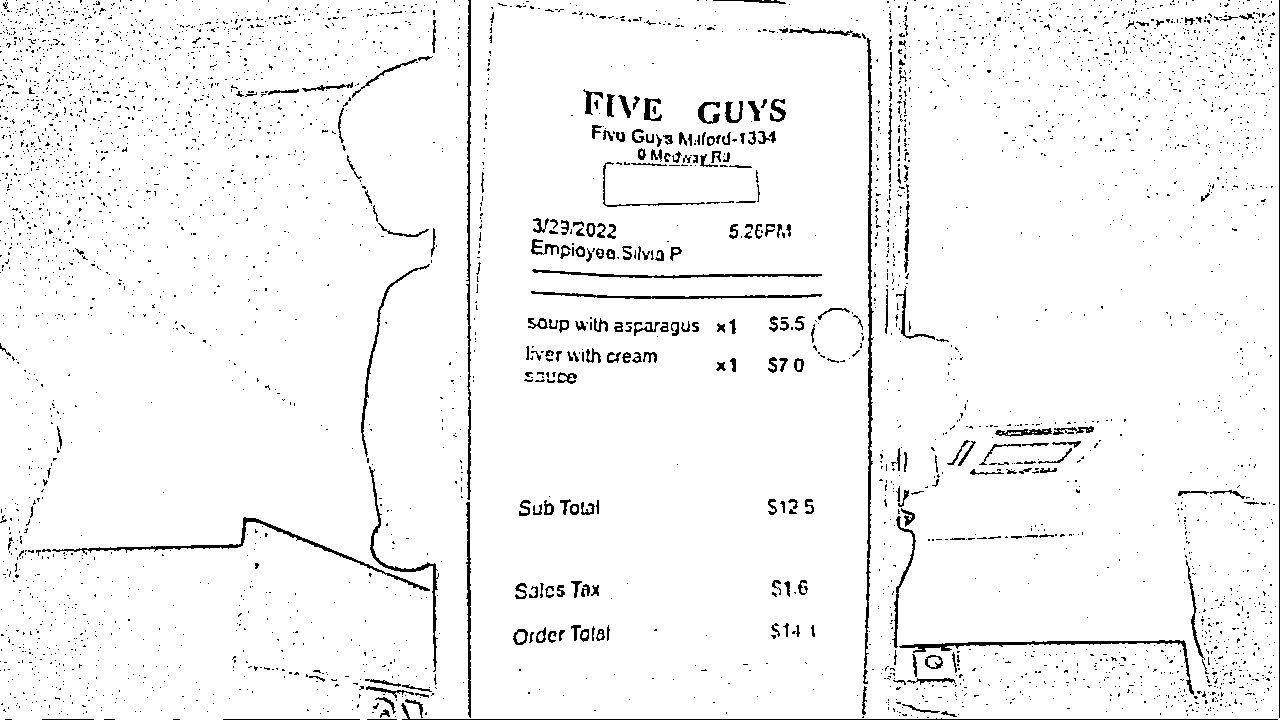 FIVE GUYS
Five Guys Milford-1334
0 Medway Rd
3/29/2022 5:26PM
Employee:Silvia P
soup with asparagus x1 $5.5
liver with cream x1 $7.0
sauce
Sub Total $12.5
Sales Tax $1.6
Order Total $14.1